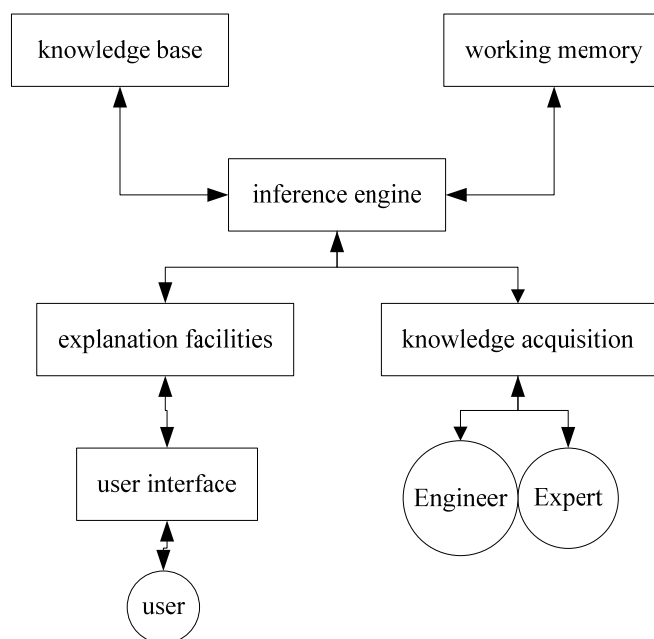 knowledge base
working memory
inference engine
explanation facilities
knowledge acquisition
user interface
Engineer
Expert
user